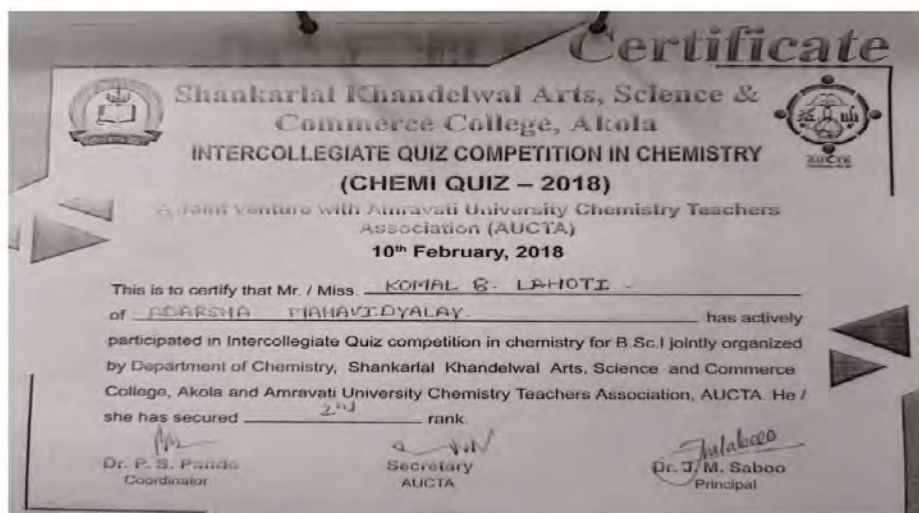 Certificate
Shankarlal Khandelwal Arts, Science &
Commerce College, Akola
INTERCOLLEGIATE QUIZ COMPETITION IN CHEMISTRY
(CHEMI QUIZ – 2018)
A Joint Venture with Amravati University Chemistry Teachers
Association (AUCTA)
10th February, 2018
AUCTA
This is to certify that Mr. / Miss. KOMAL B. LAHOTI.
of ADARSHA MAHAVIDYALAY. has actively
participated in Intercollegiate Quiz competition in chemistry for B.Sc.I jointly organized
by Department of Chemistry, Shankarlal Khandelwal Arts, Science and Commerce
College, Akola and Amravati University Chemistry Teachers Association, AUCTA. He /
she has secured 2nd rank.
Dr. P. S. Pande
Coordinator
Secretary
AUCTA
Dr. J. M. Saboo
Principal